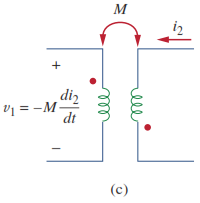 M
i₂
+
v₁ = −M di₂/dt
−
(c)